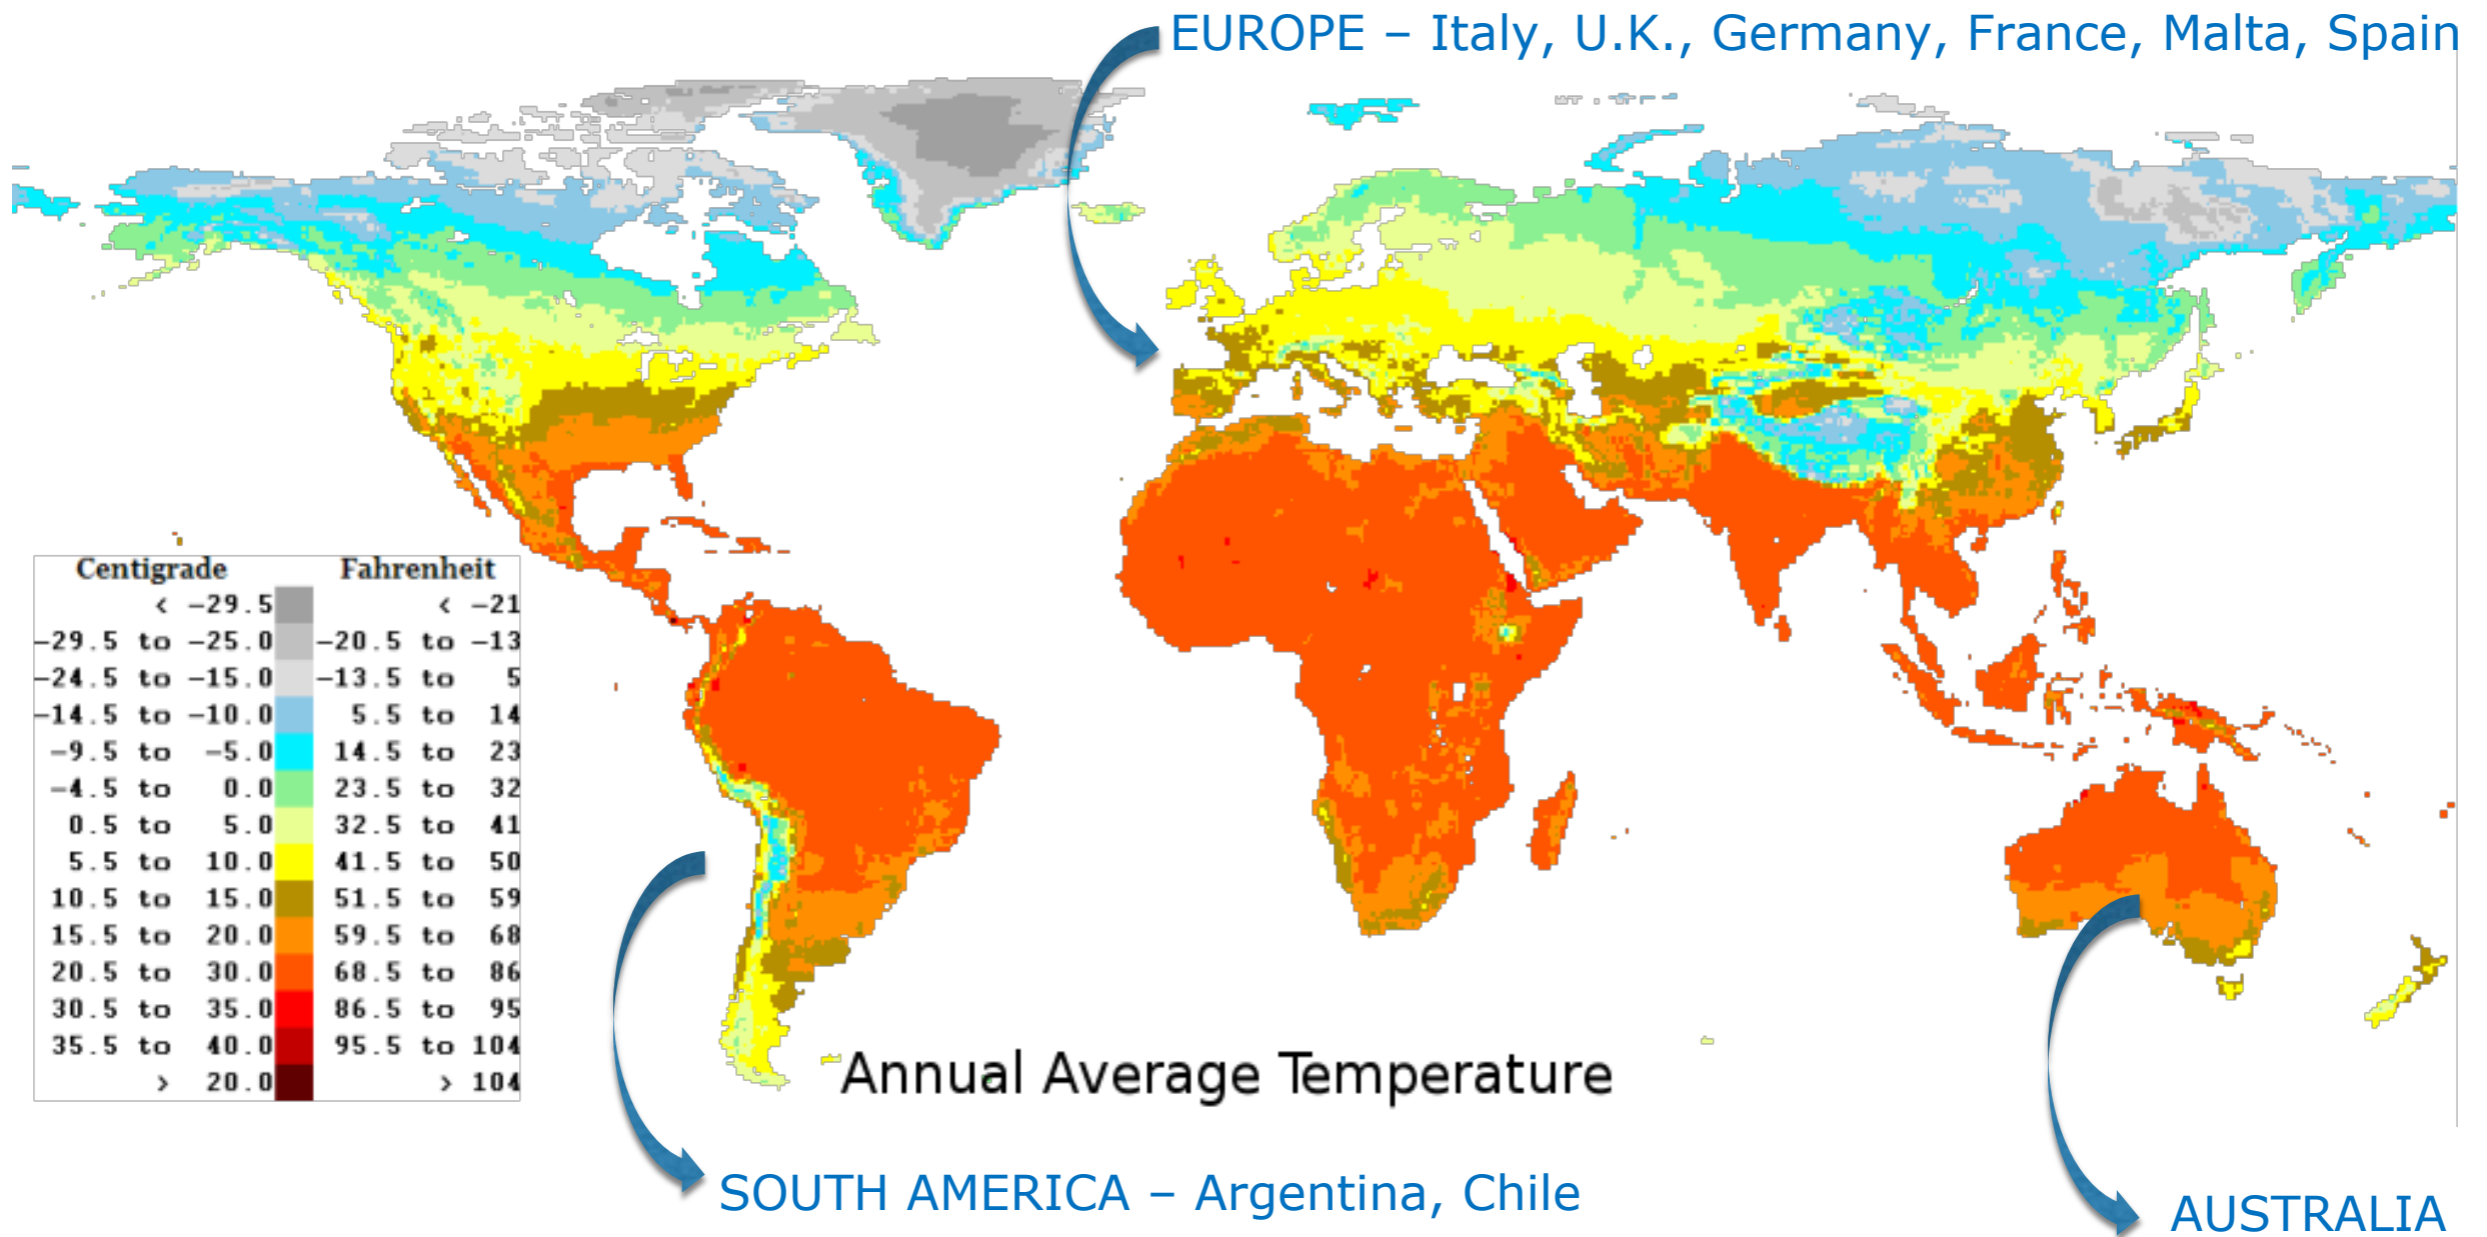 EUROPE – Italy, U.K., Germany, France, Malta, Spain
Centigrade Fahrenheit
< −29.5 < −21
−29.5 to −25.0 −20.5 to −13
−24.5 to −15.0 −13.5 to 5
−14.5 to −10.0 5.5 to 14
−9.5 to −5.0 14.5 to 23
−4.5 to 0.0 23.5 to 32
0.5 to 5.0 32.5 to 41
5.5 to 10.0 41.5 to 50
10.5 to 15.0 51.5 to 59
15.5 to 20.0 59.5 to 68
20.5 to 30.0 68.5 to 86
30.5 to 35.0 86.5 to 95
35.5 to 40.0 95.5 to 104
> 20.0 > 104
Annual Average Temperature
SOUTH AMERICA – Argentina, Chile
AUSTRALIA